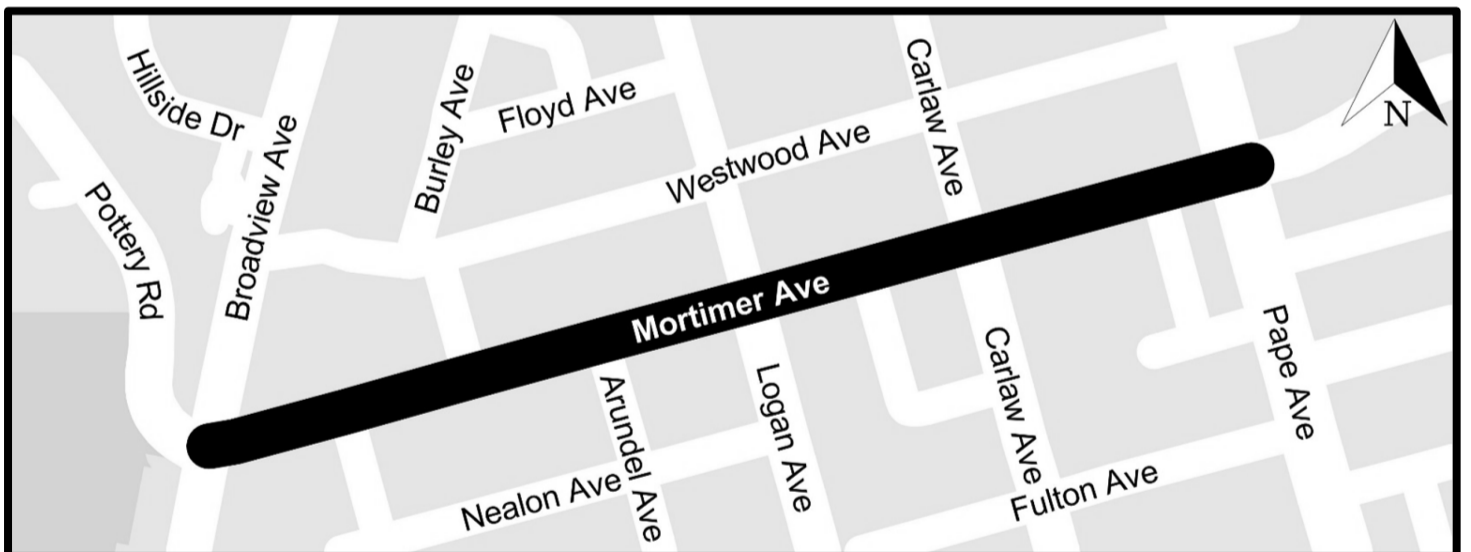 Hillside Dr
Broadview Ave
Pottery Rd
Burley Ave
Floyd Ave
Westwood Ave
Carlaw Ave
N
Mortimer Ave
Arundel Ave
Logan Ave
Carlaw Ave
Pape Ave
Nealon Ave
Fulton Ave